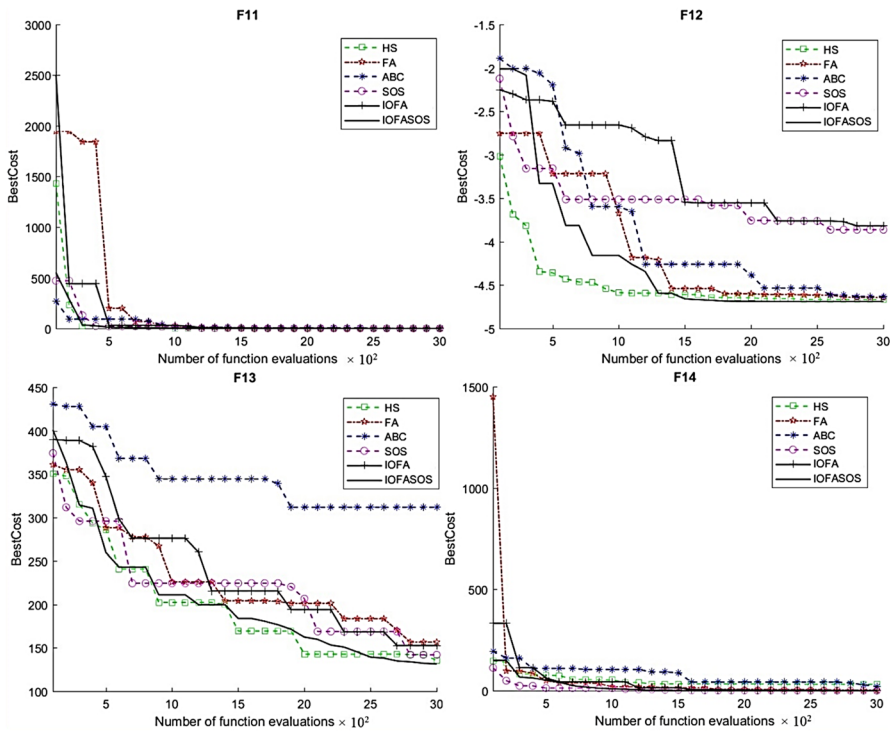 F11
3000
2500
2000
1500
1000
500
0
BestCost
5
10
15
20
25
30
Number of function evaluations × 10²
HS
FA
ABC
SOS
IOFA
IOFASOS
F12
-1.5
-2
-2.5
-3
-3.5
-4
-4.5
-5
BestCost
5
10
15
20
25
30
Number of function evaluations × 10²
HS
FA
ABC
SOS
IOFA
IOFASOS
F13
450
400
350
300
250
200
150
100
BestCost
5
10
15
20
25
30
Number of function evaluations × 10²
HS
FA
ABC
SOS
IOFA
IOFASOS
F14
1500
1000
500
0
BestCost
5
10
15
20
25
30
Number of function evaluations × 10²
HS
FA
ABC
SOS
IOFA
IOFASOS